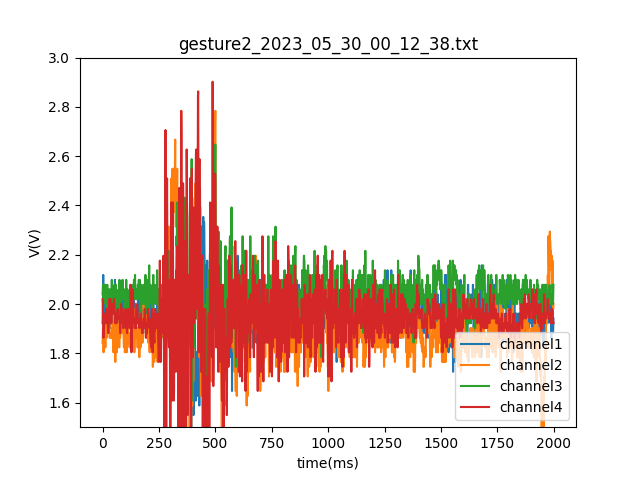 gesture2_2023_05_30_00_12_38.txt
3.0
2.8
2.6
2.4
2.2
2.0
1.8
1.6
V(V)
0 250 500 750 1000 1250 1500 1750 2000
time(ms)
channel1
channel2
channel3
channel4